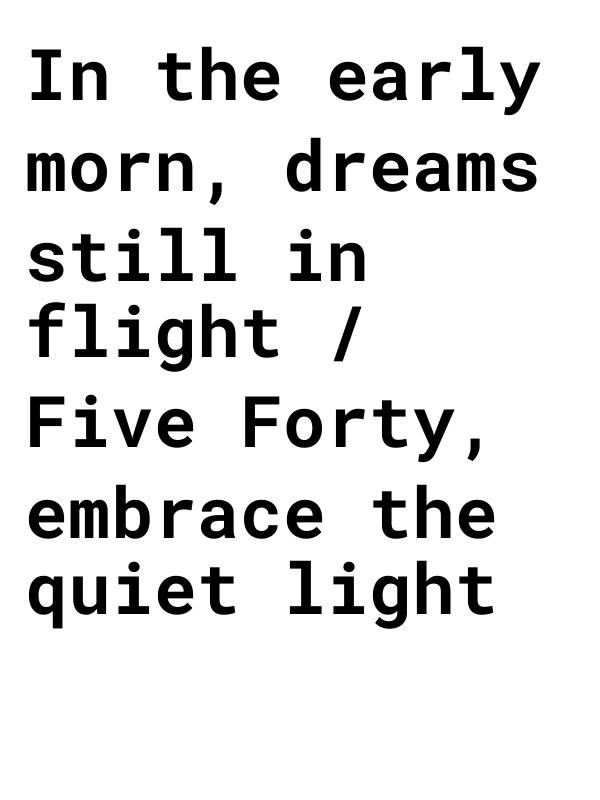 In the early
morn, dreams
still in
flight /
Five Forty,
embrace the
quiet light